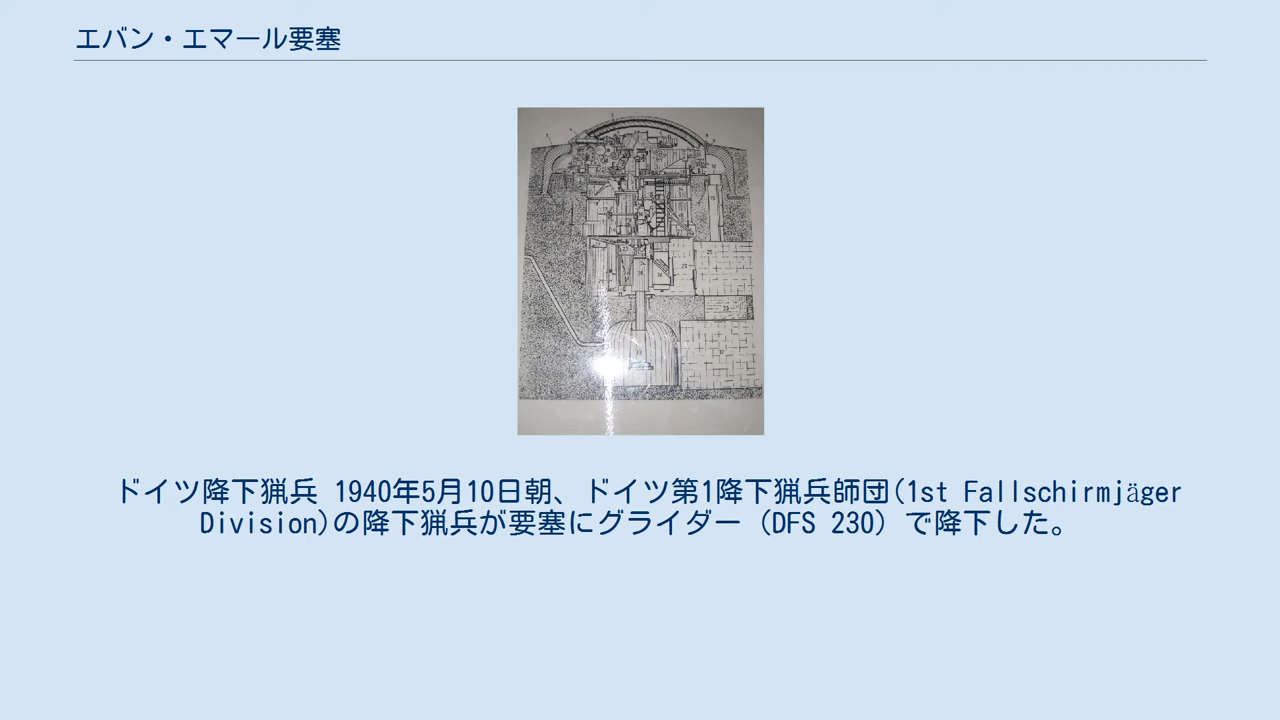 エバン・エマール要塞
ドイツ降下猟兵 1940年5月10日朝、ドイツ第1降下猟兵師団(1st Fallschirmjäger
Division)の降下猟兵が要塞にグライダー（DFS 230）で降下した。